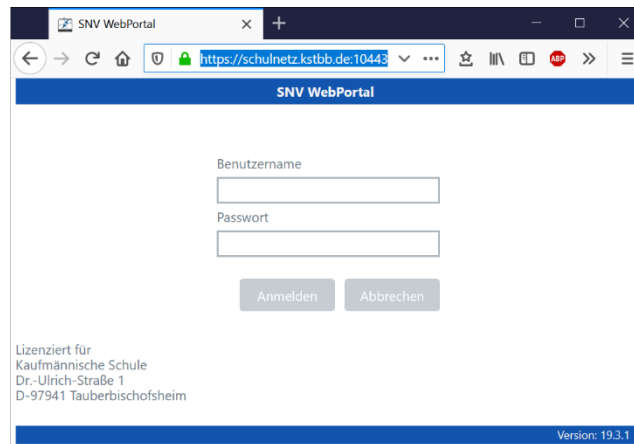 SNV WebPortal
https://schulnetz.kstbb.de:10443
ABP
SNV WebPortal
Benutzername
Passwort
Anmelden Abbrechen
Lizenziert für
Kaufmännische Schule
Dr.-Ulrich-Straße 1
D-97941 Tauberbischofsheim
Version: 19.3.1